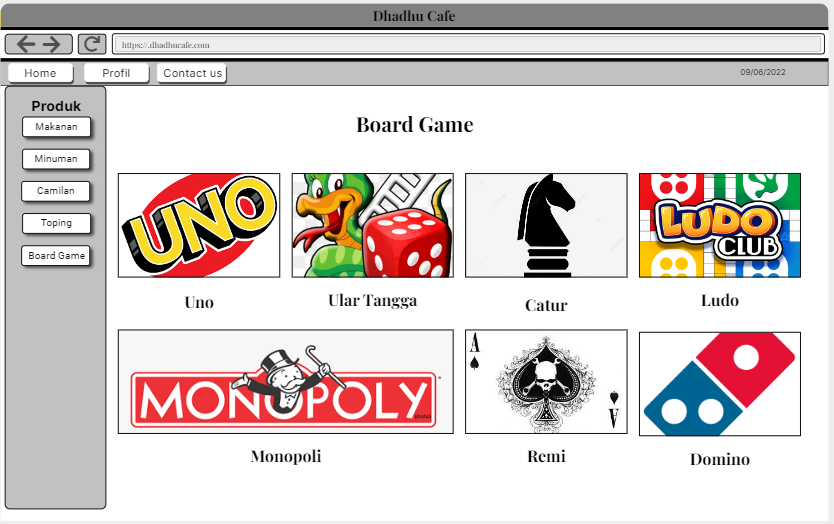 Dhadhu Cafe
https://.dhadhucafe.com
Home
Profil
Contact us
09/06/2022
Produk
Makanan
Minuman
Camilan
Toping
Board Game
Board Game
UNO
LUDO
CLUB
Uno
Ular Tangga
Catur
Ludo
MONOPOLY
BRAND
A
A
Monopoli
Remi
Domino